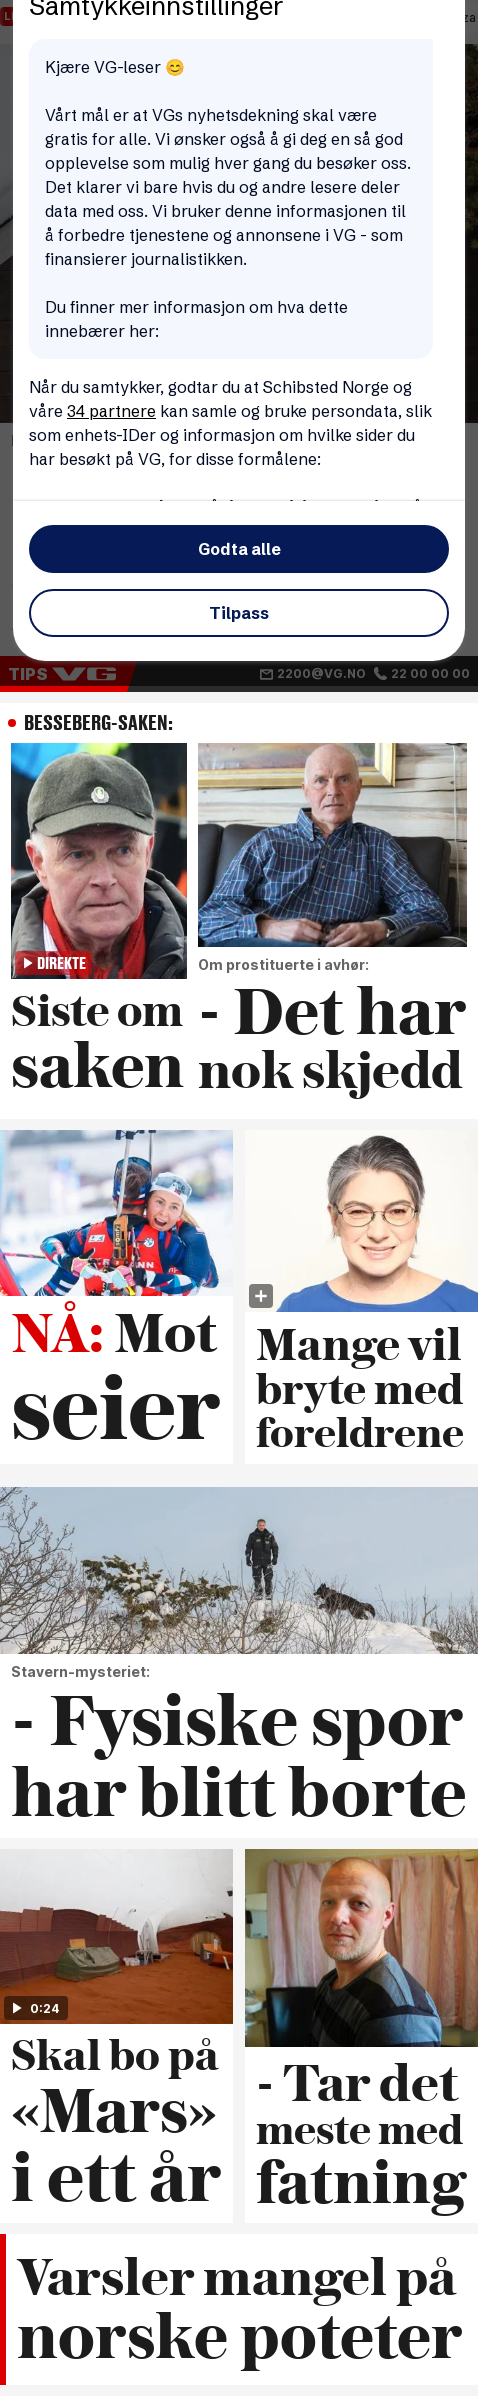 Samtykkeinnstillinger
Kjære VG-leser 😊
Vårt mål er at VGs nyhetsdekning skal være
gratis for alle. Vi ønsker også å gi deg en så god
opplevelse som mulig hver gang du besøker oss.
Det klarer vi bare hvis du og andre lesere deler
data med oss. Vi bruker denne informasjonen til
å forbedre tjenestene og annonsene i VG - som
finansierer journalistikken.
Du finner mer informasjon om hva dette
innebærer her:
Når du samtykker, godtar du at Schibsted Norge og
våre 34 partnere kan samle og bruke persondata, slik
som enhets-IDer og informasjon om hvilke sider du
har besøkt på VG, for disse formålene:
Godta alle
Tilpass
TIPS VG 2200@VG.NO 22 00 00 00
BESSEBERG-SAKEN:
DIREKTE
Siste om
saken
Om prostituerte i avhør:
- Det har
nok skjedd
NÅ: Mot
seier
Mange vil
bryte med
foreldrene
Stavern-mysteriet:
- Fysiske spor
har blitt borte
0:24
Skal bo på
«Mars»
i ett år
- Tar det
meste med
fatning
Varsler mangel på
norske poteter